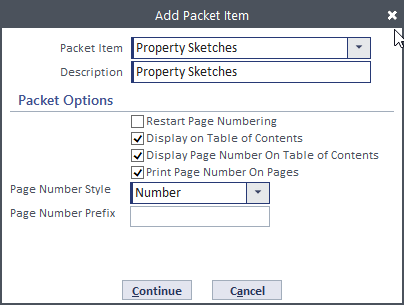 Add Packet Item
Packet Item Property Sketches
Description Property Sketches
Packet Options
Restart Page Numbering
Display on Table of Contents
Display Page Number On Table of Contents
Print Page Number On Pages
Page Number Style Number
Page Number Prefix
Continue Cancel